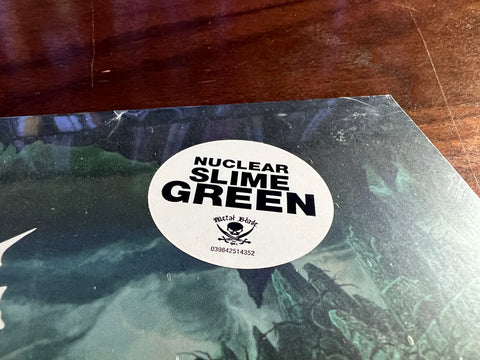 NUCLEAR
SLIME
GREEN
Metal Blade
039842514352